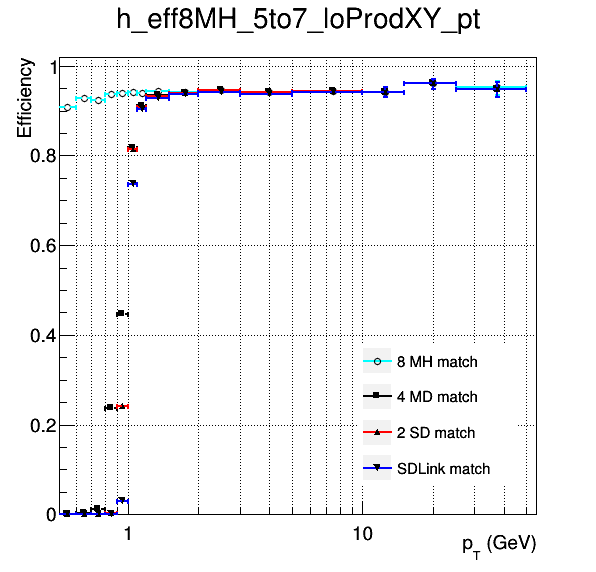 h_eff8MH_5to7_loProdXY_pt
Efficiency
1
0.8
0.6
0.4
0.2
0
8 MH match
4 MD match
2 SD match
SDLink match
1
10
p_T (GeV)